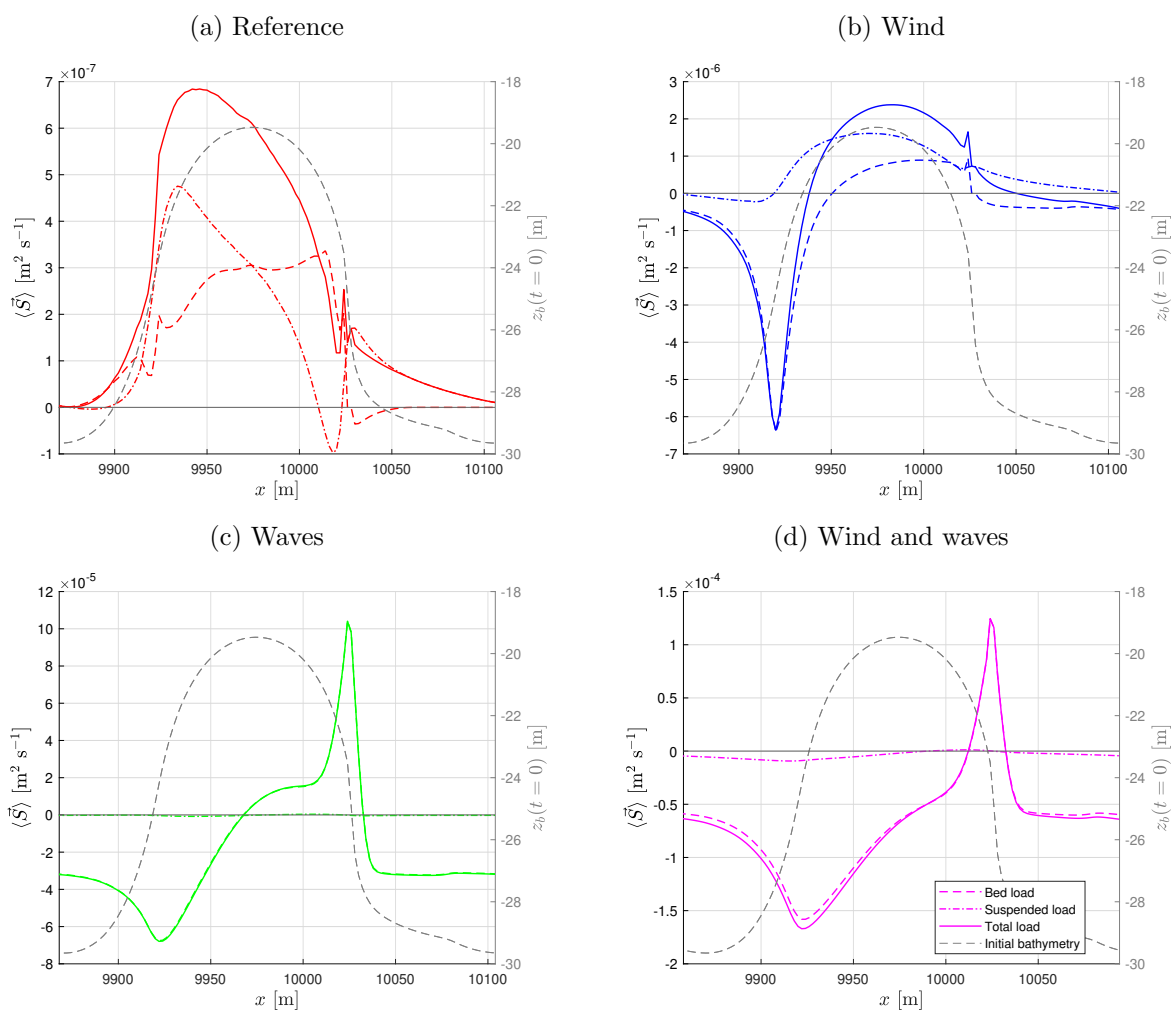 (a) Reference
×10⁻⁷
7
6
5
4
3
2
1
0
-1
⟨S⃗⟩ [m² s⁻¹]
-18
-20
-22
-24
-26
-28
-30
z_b(t = 0) [m]
9900 9950 10000 10050 10100
x [m]
(b) Wind
×10⁻⁶
3
2
1
0
-1
-2
-3
-4
-5
-6
-7
⟨S⃗⟩ [m² s⁻¹]
-18
-20
-22
-24
-26
-28
-30
z_b(t = 0) [m]
9900 9950 10000 10050 10100
x [m]
(c) Waves
×10⁻⁵
12
10
8
6
4
2
0
-2
-4
-6
-8
⟨S⃗⟩ [m² s⁻¹]
-18
-20
-22
-24
-26
-28
-30
z_b(t = 0) [m]
9900 9950 10000 10050 10100
x [m]
(d) Wind and waves
×10⁻⁴
1.5
1
0.5
0
-0.5
-1
-1.5
-2
⟨S⃗⟩ [m² s⁻¹]
-18
-20
-22
-24
-26
-28
-30
z_b(t = 0) [m]
Bed load
Suspended load
Total load
Initial bathymetry
9900 9950 10000 10050
x [m]